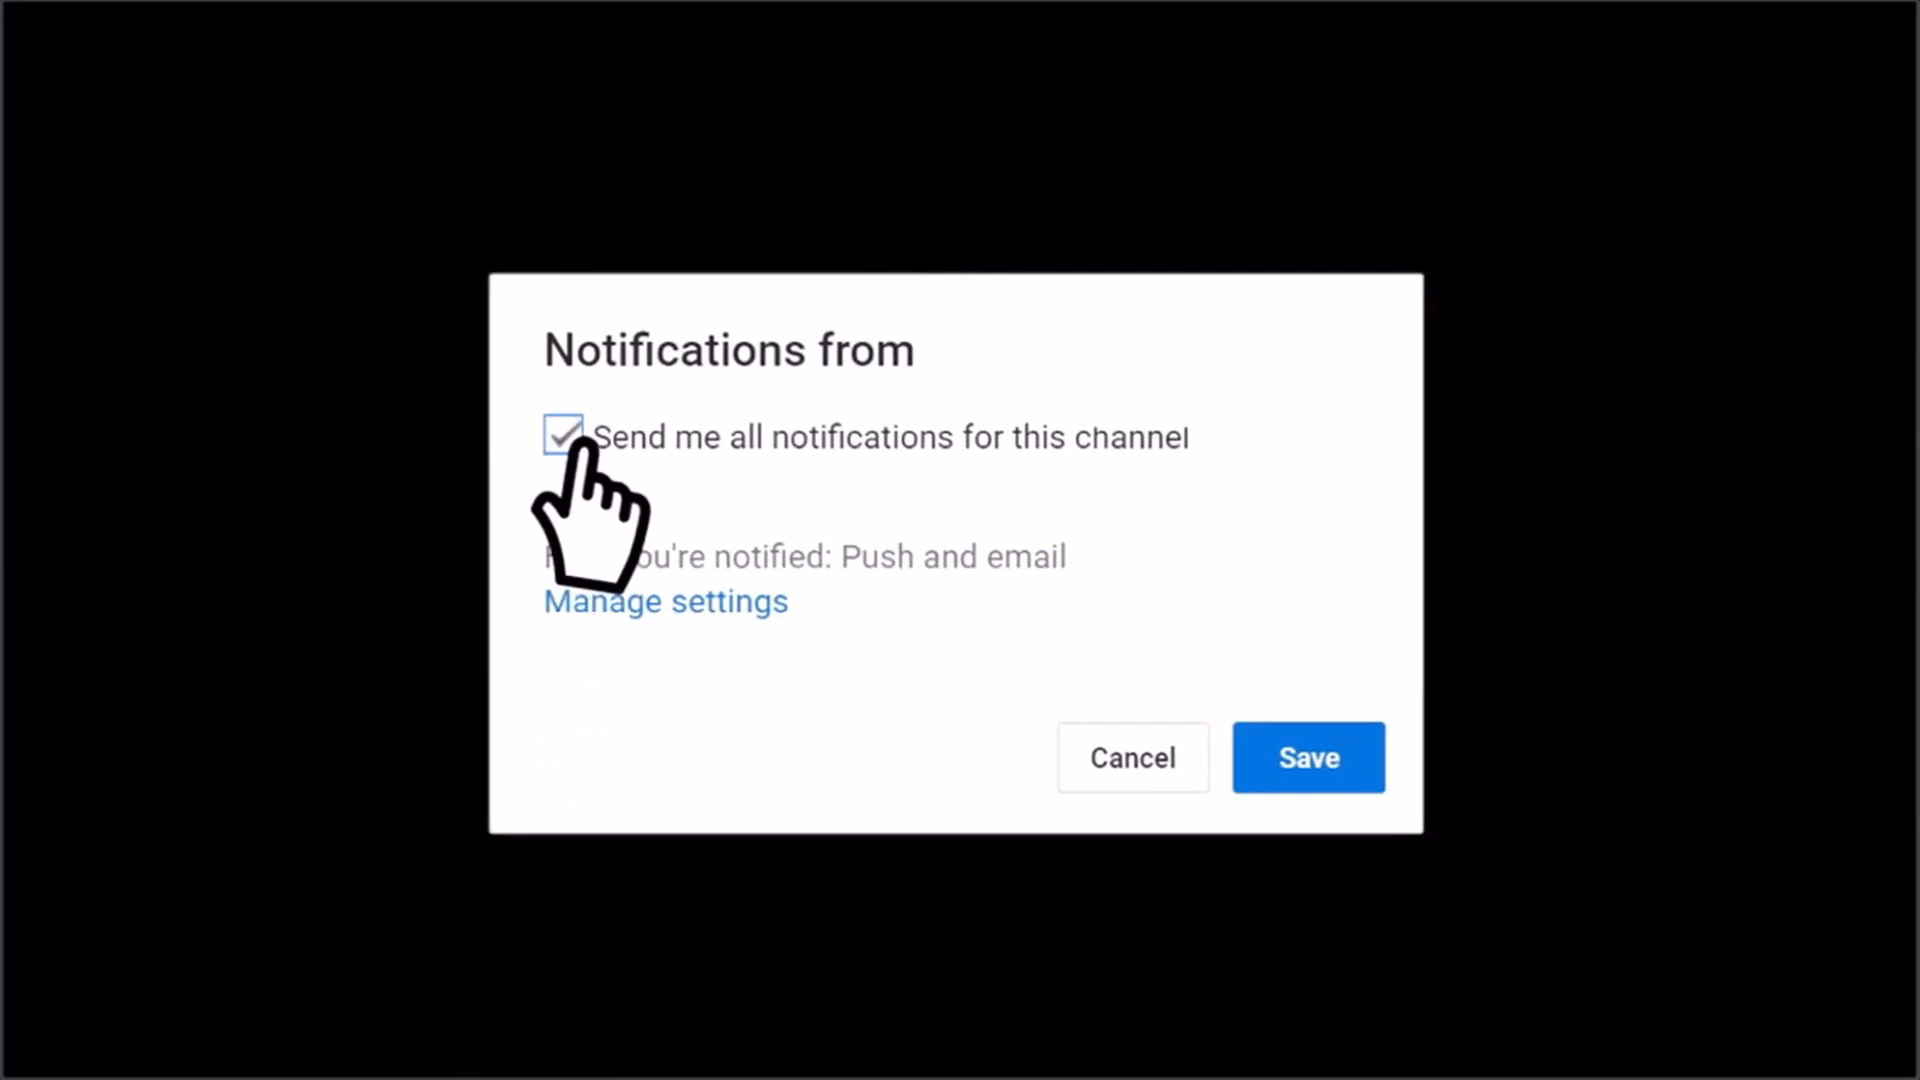 Notifications from
Send me all notifications for this channel
ou're notified: Push and email
Manage settings
Cancel
Save